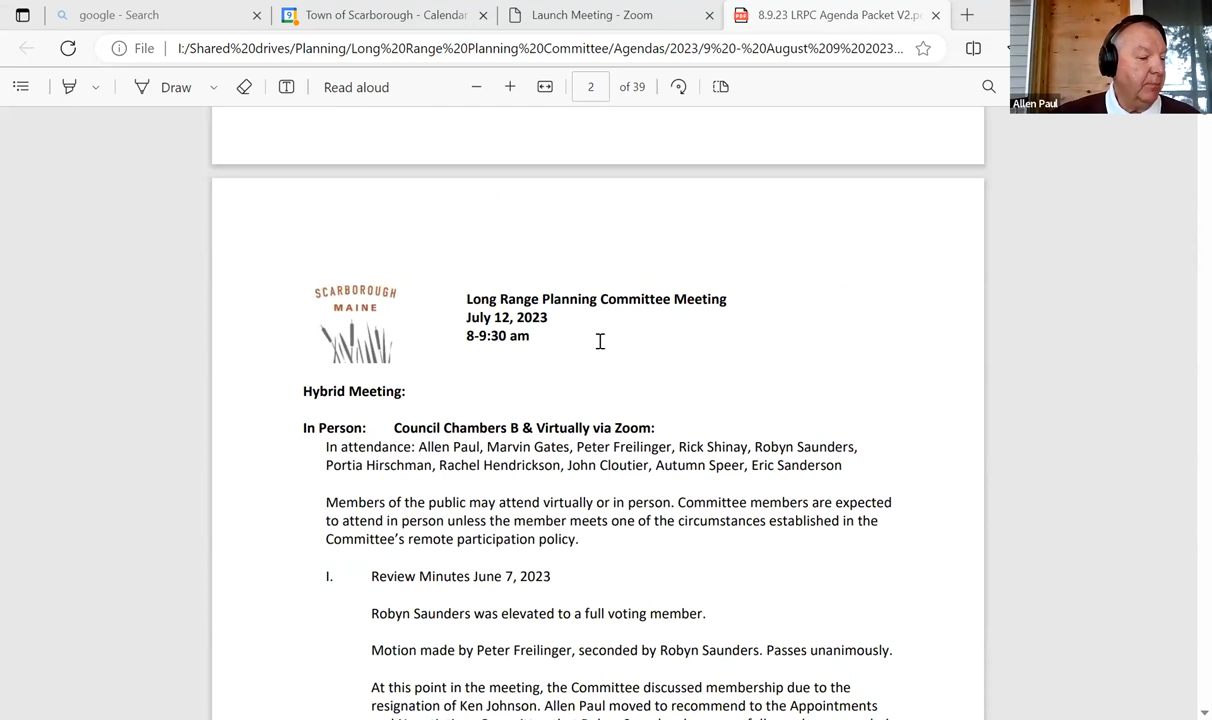 google - Search
Town of Scarborough - Calendar
Launch Meeting - Zoom
8.9.23 LRPC Agenda Packet V2.p
File
I:/Shared%20drives/Planning/Long%20Range%20Planning%20Committee/Agendas/2023/9%20-%20August%209%202023...
Draw
Read aloud
2 of 39
Allen Paul
SCARBOROUGH
MAINE
Long Range Planning Committee Meeting
July 12, 2023
8-9:30 am
Hybrid Meeting:
In Person: Council Chambers B & Virtually via Zoom:
In attendance: Allen Paul, Marvin Gates, Peter Freilinger, Rick Shinay, Robyn Saunders,
Portia Hirschman, Rachel Hendrickson, John Cloutier, Autumn Speer, Eric Sanderson
Members of the public may attend virtually or in person. Committee members are expected
to attend in person unless the member meets one of the circumstances established in the
Committee's remote participation policy.
I. Review Minutes June 7, 2023
Robyn Saunders was elevated to a full voting member.
Motion made by Peter Freilinger, seconded by Robyn Saunders. Passes unanimously.
At this point in the meeting, the Committee discussed membership due to the
resignation of Ken Johnson. Allen Paul moved to recommend to the Appointments